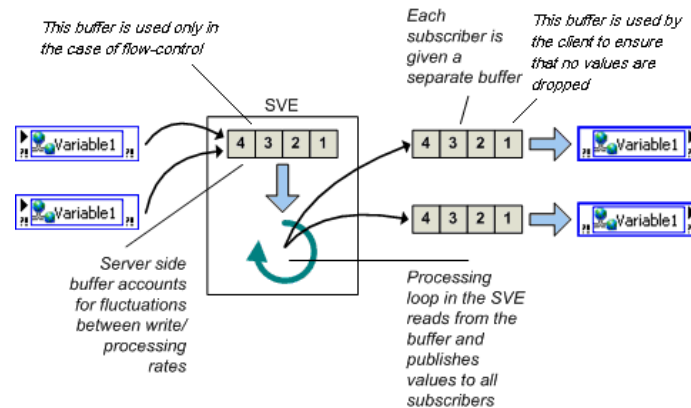 This buffer is used only in
the case of flow-control
Each
subscriber is
given a
separate buffer
This buffer is used by
the client to ensure
that no values are
dropped
SVE
Variable1
4 3 2 1
4 3 2 1
Variable1
Variable1
4 3 2 1
Variable1
Server side
buffer accounts
for fluctuations
between write/
processing
rates
Processing
loop in the SVE
reads from the
buffer and
publishes
values to all
subscribers